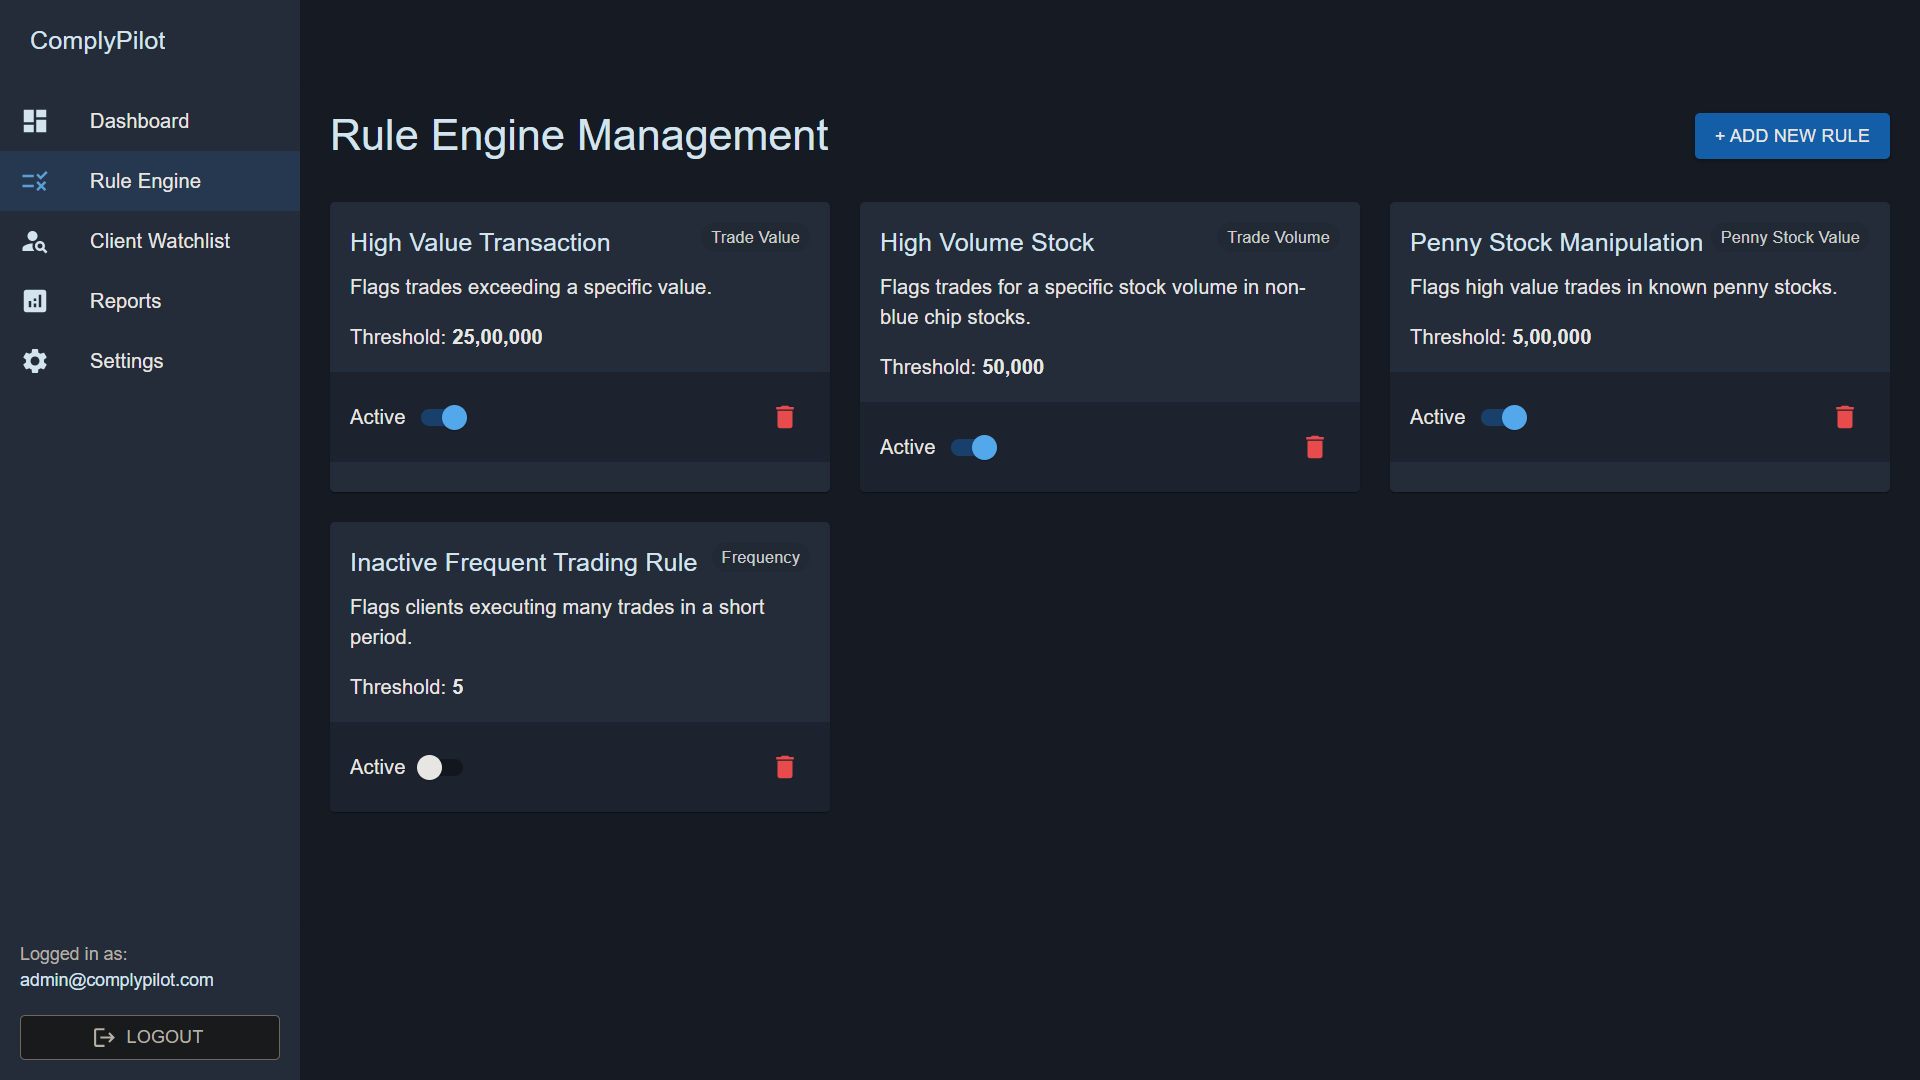 ComplyPilot
Dashboard
Rule Engine
Client Watchlist
Reports
Settings
Logged in as:
admin@complypilot.com
LOGOUT
Rule Engine Management
+ ADD NEW RULE
High Value Transaction
Trade Value
Flags trades exceeding a specific value.
Threshold: 25,00,000
Active
High Volume Stock
Trade Volume
Flags trades for a specific stock volume in non-
blue chip stocks.
Threshold: 50,000
Active
Penny Stock Manipulation
Penny Stock Value
Flags high value trades in known penny stocks.
Threshold: 5,00,000
Active
Inactive Frequent Trading Rule
Frequency
Flags clients executing many trades in a short
period.
Threshold: 5
Active